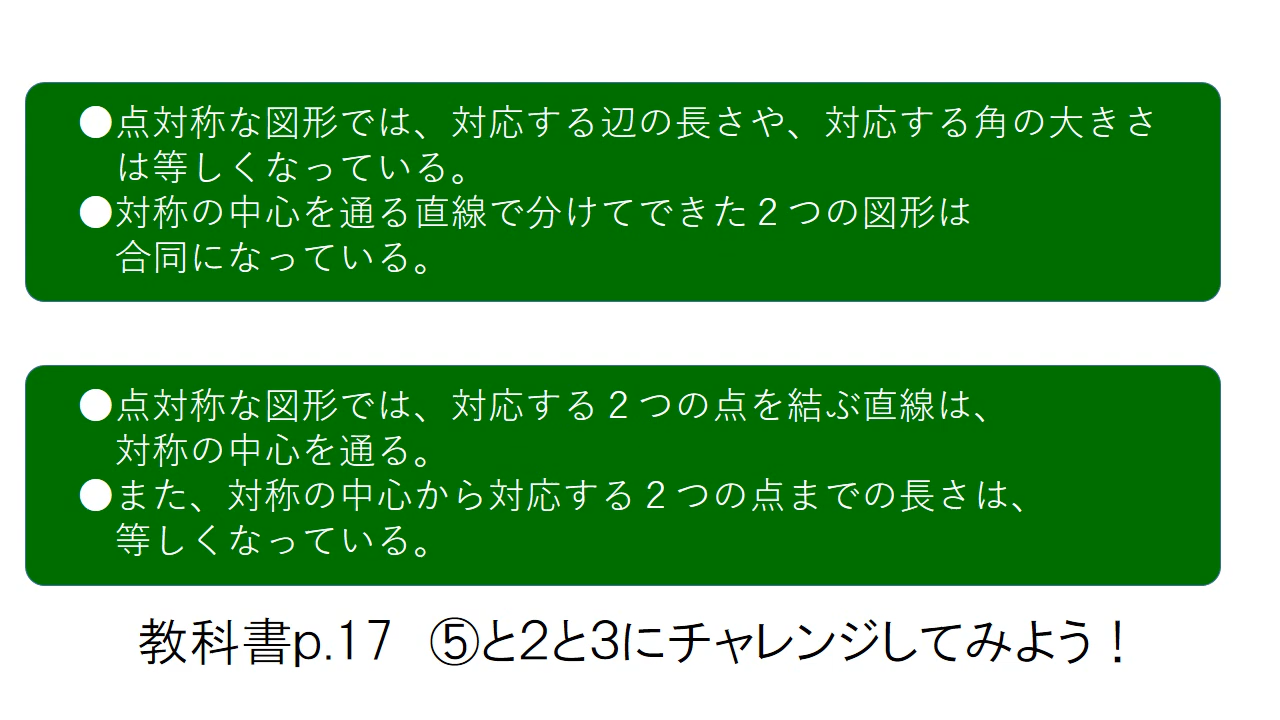 ●点対称な図形では、対応する辺の長さや、対応する角の大きさ
は等しくなっている。
●対称の中心を通る直線で分けてできた２つの図形は
合同になっている。
●点対称な図形では、対応する２つの点を結ぶ直線は、
対称の中心を通る。
●また、対称の中心から対応する２つの点までの長さは、
等しくなっている。
教科書p.17　⑤と2と3にチャレンジしてみよう！